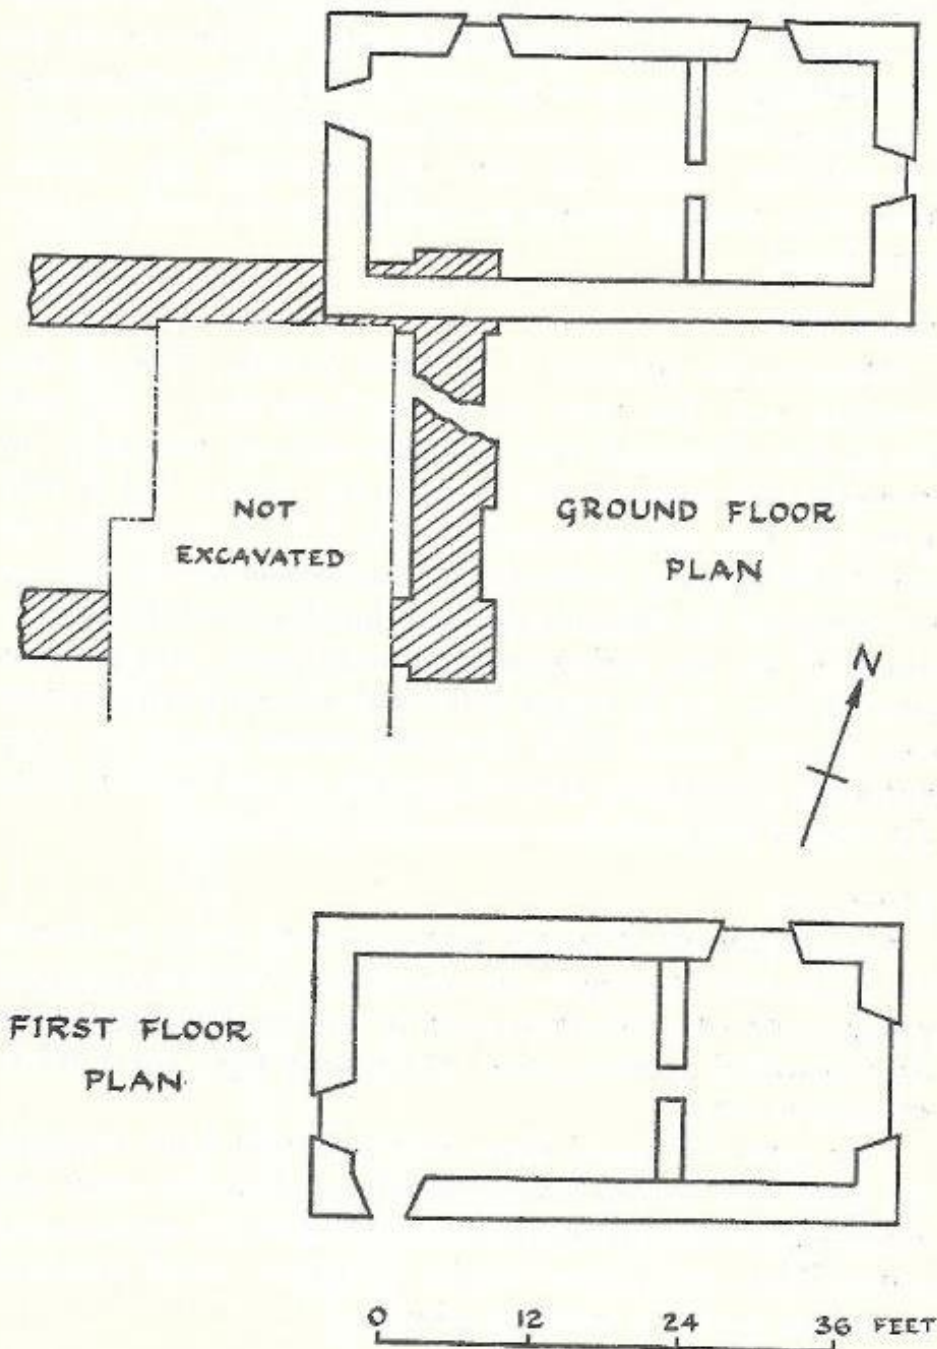 NOT
EXCAVATED
GROUND FLOOR
PLAN
N
FIRST FLOOR
PLAN
0 12 24 36 FEET